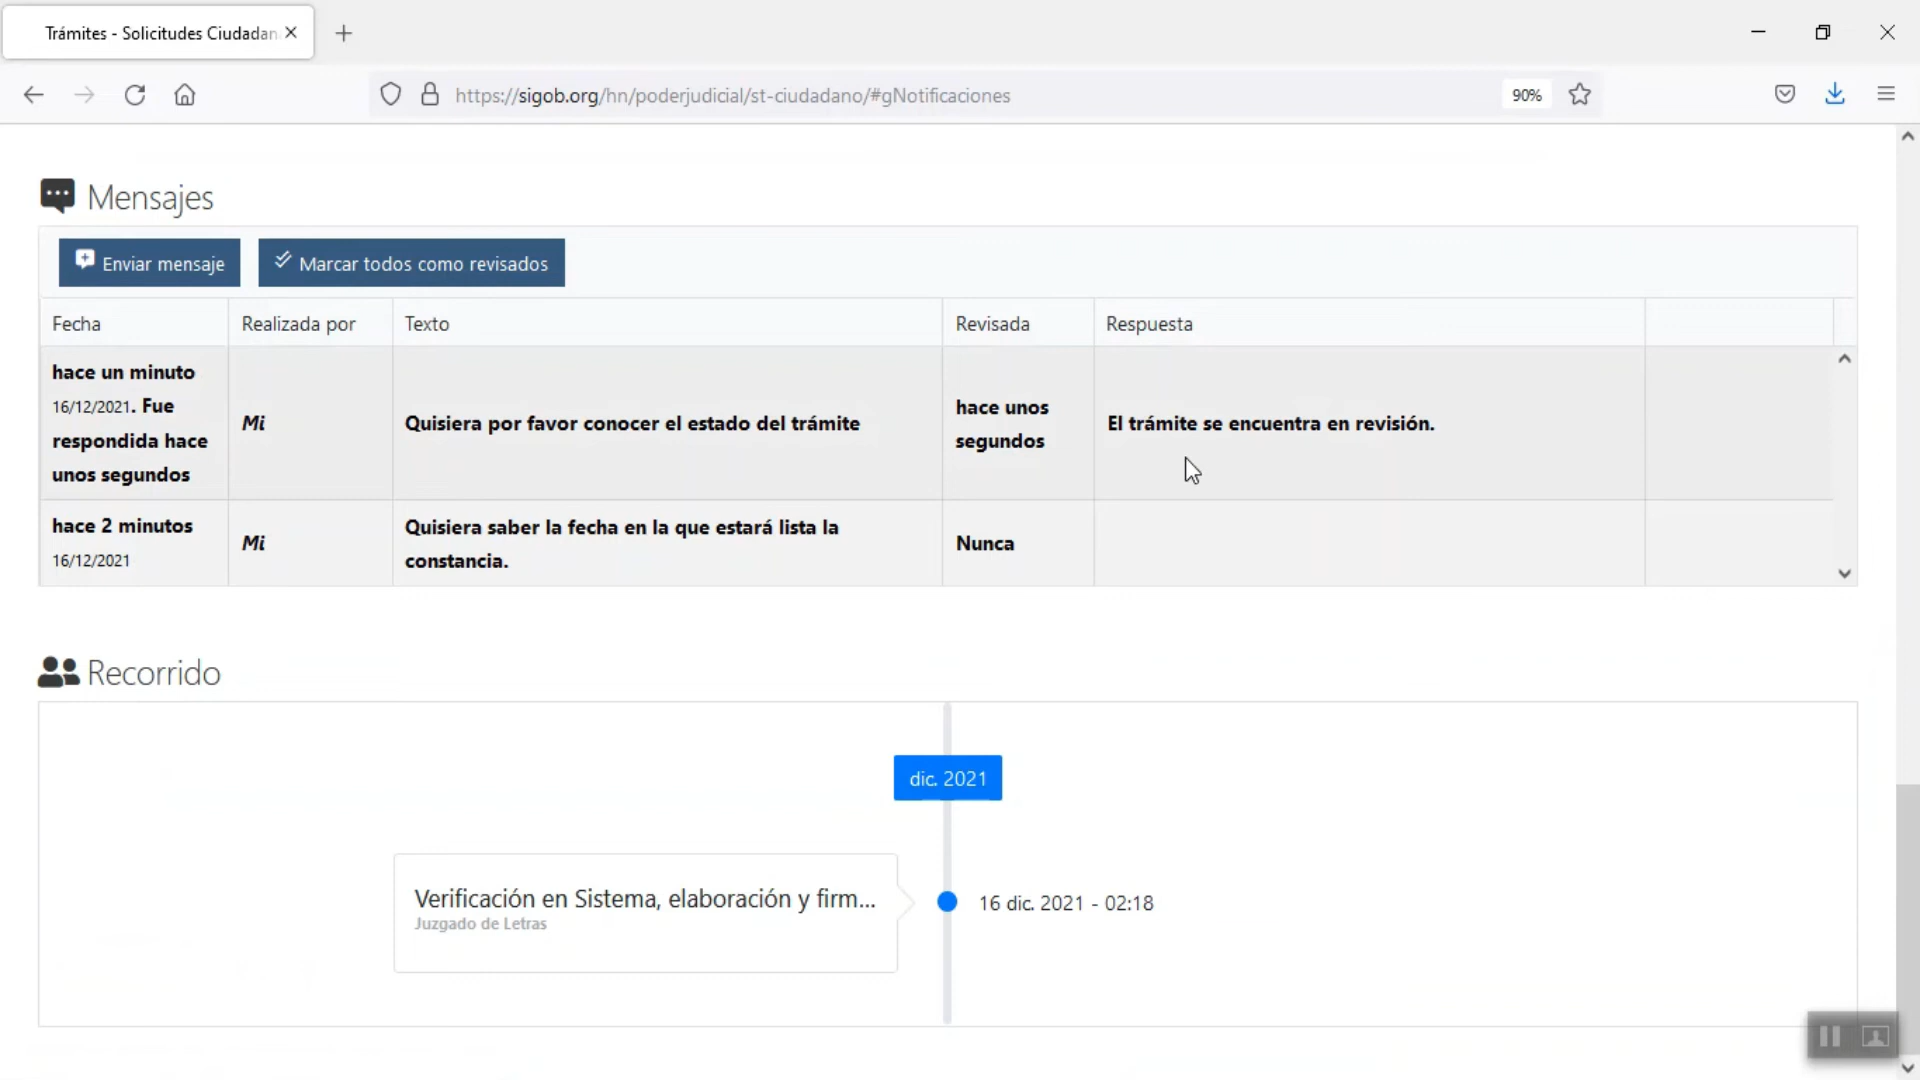 Trámites - Solicitudes Ciudadan
https://sigob.org/hn/poderjudicial/st-ciudadano/#gNotificaciones
90%
Mensajes
Enviar mensaje
Marcar todos como revisados
Fecha
Realizada por
Texto
Revisada
Respuesta
hace un minuto
16/12/2021. Fue
respondida hace
unos segundos
Mi
Quisiera por favor conocer el estado del trámite
hace unos
segundos
El trámite se encuentra en revisión.
hace 2 minutos
16/12/2021
Mi
Quisiera saber la fecha en la que estará lista la
constancia.
Nunca
Recorrido
dic. 2021
Verificación en Sistema, elaboración y firm...
Juzgado de Letras
16 dic. 2021 - 02:18